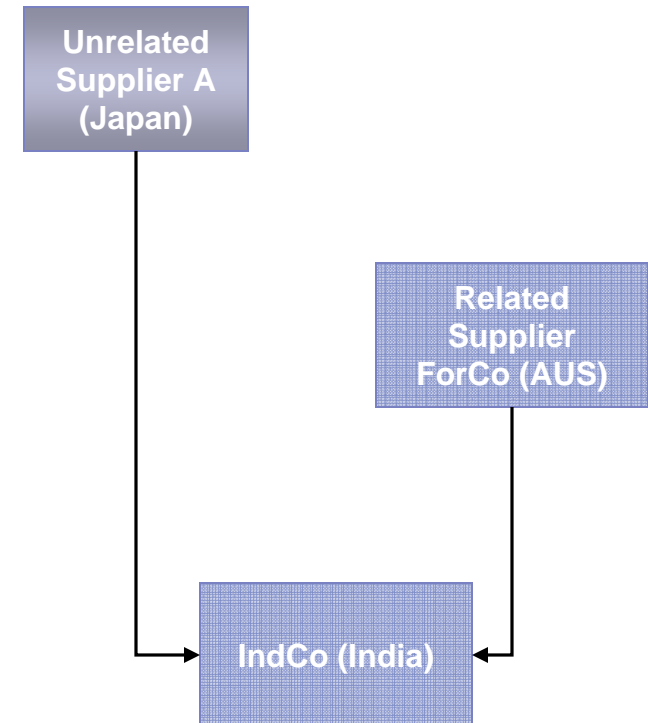 Unrelated
Supplier A
(Japan)
Related
Supplier
ForCo (AUS)
IndCo (India)